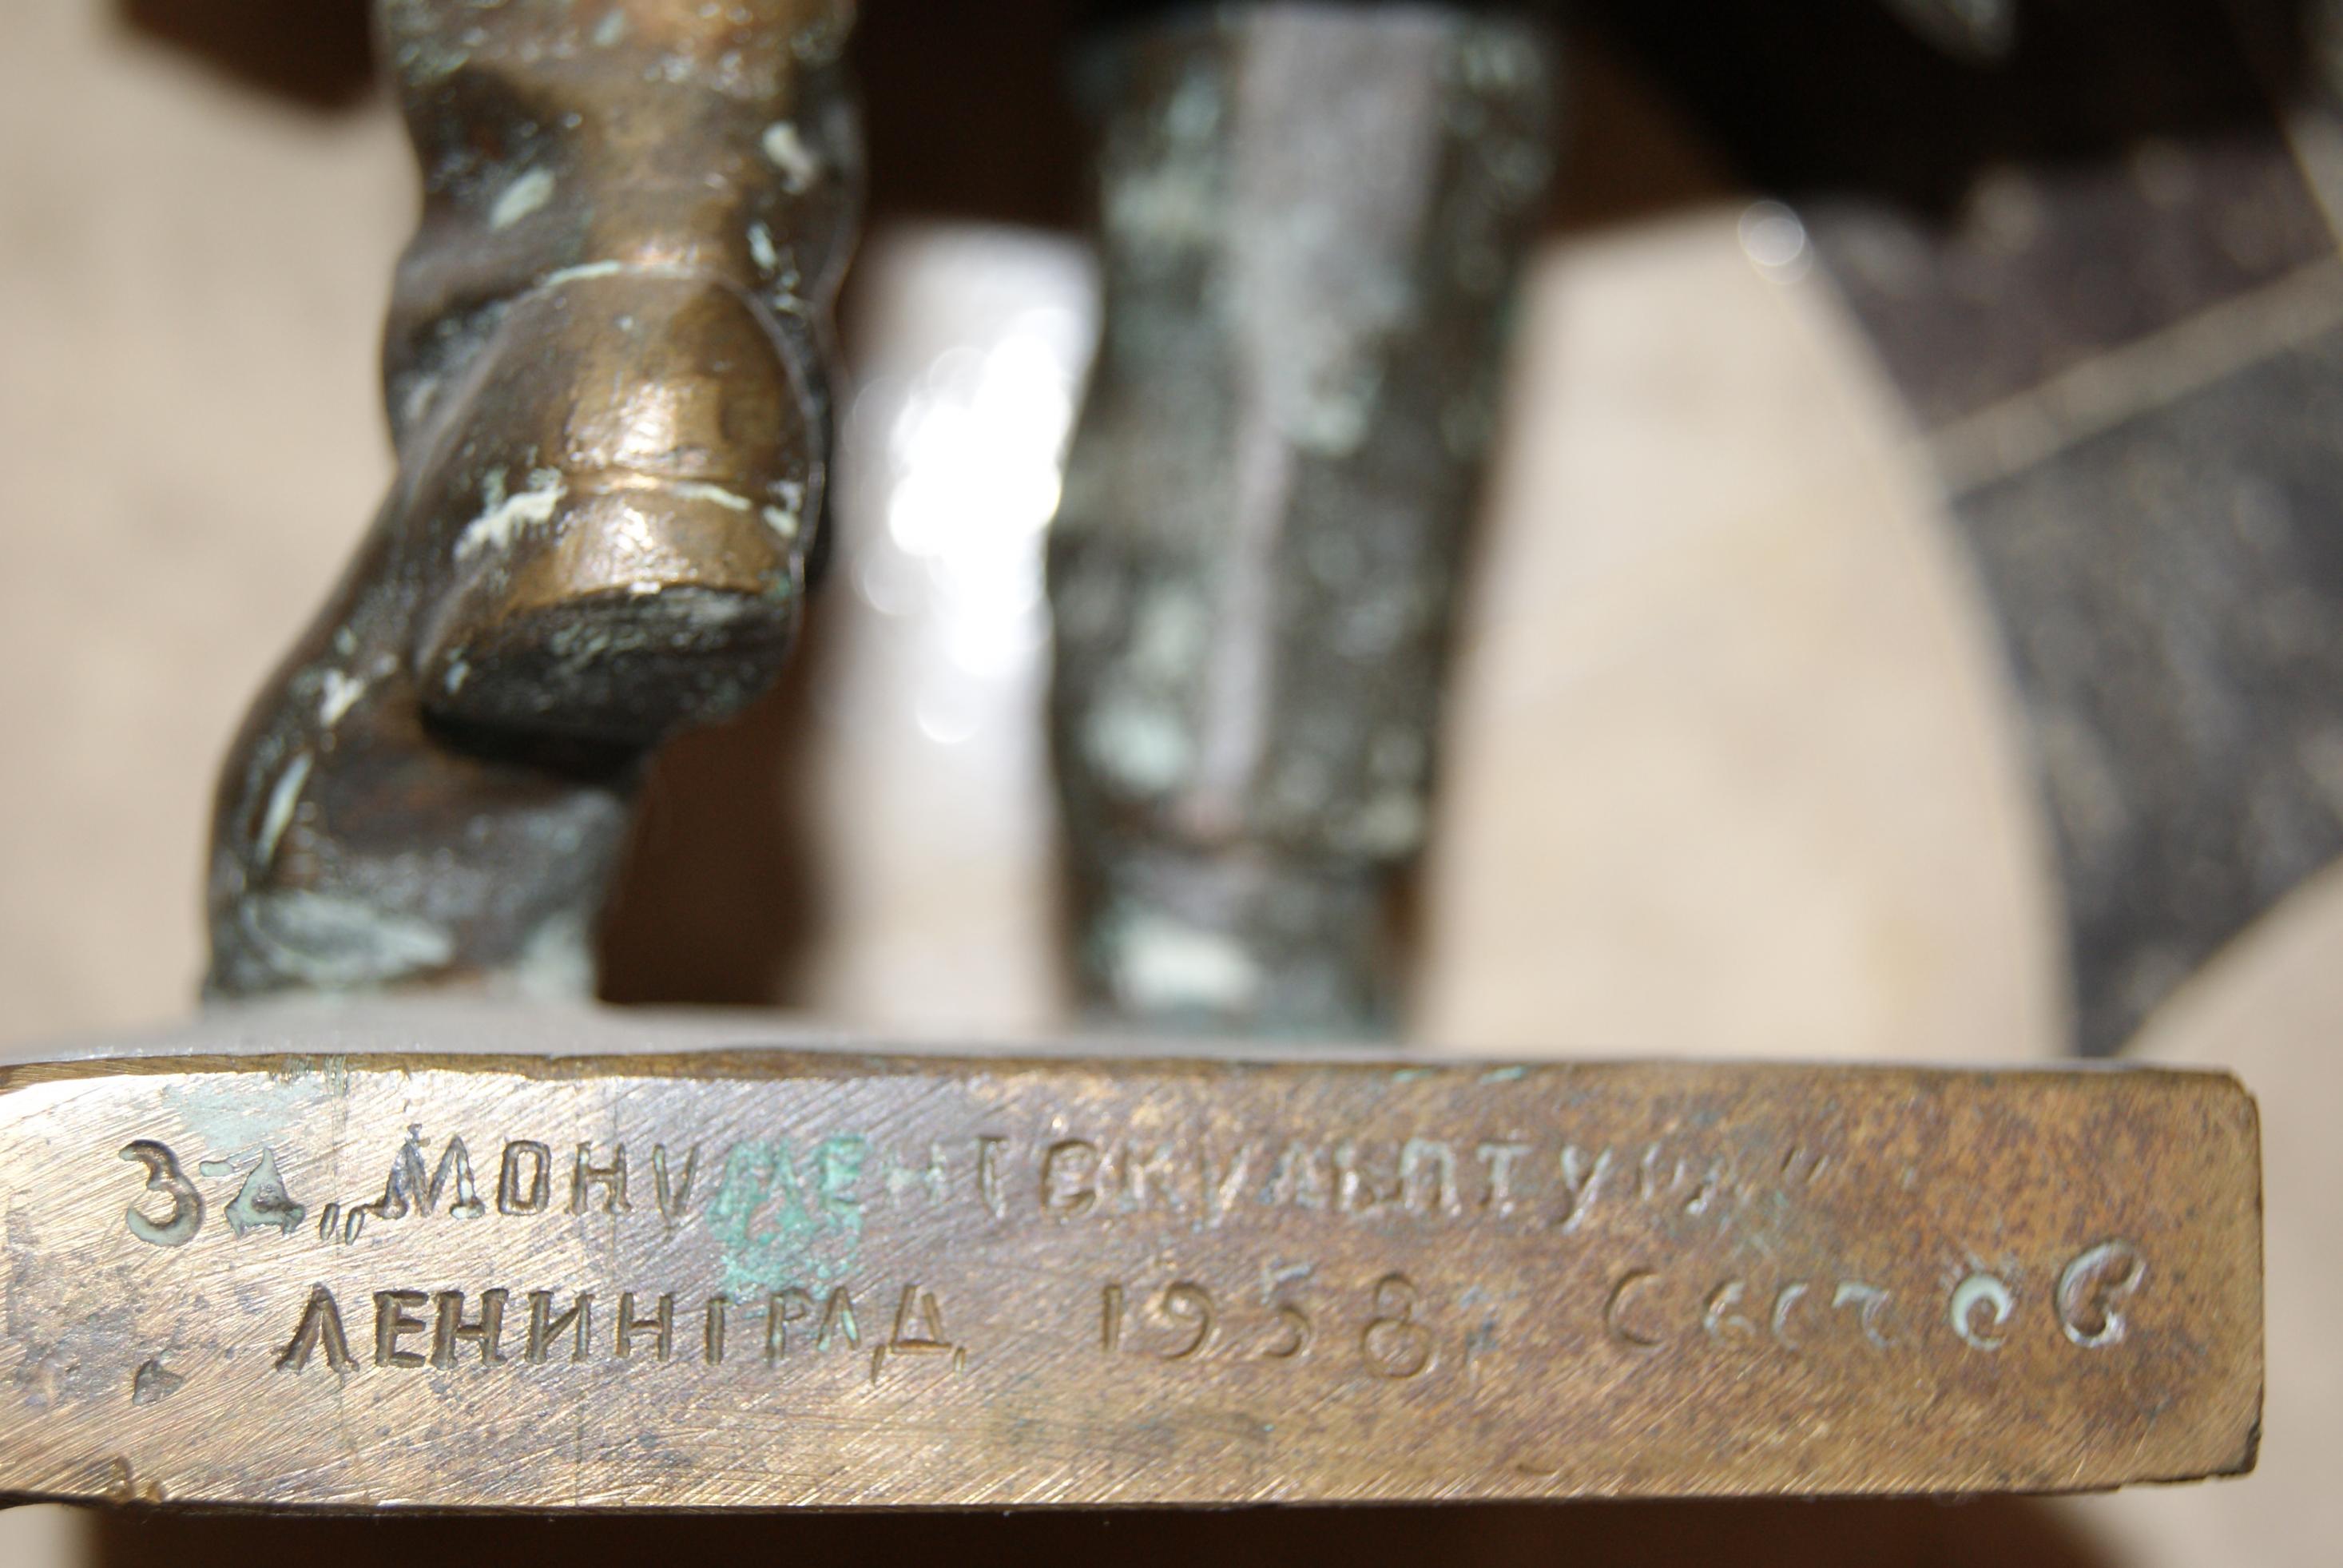 З-д „МОНУМЕНТСКУЛЬПТУРА"
ЛЕНИНГРАД 1958